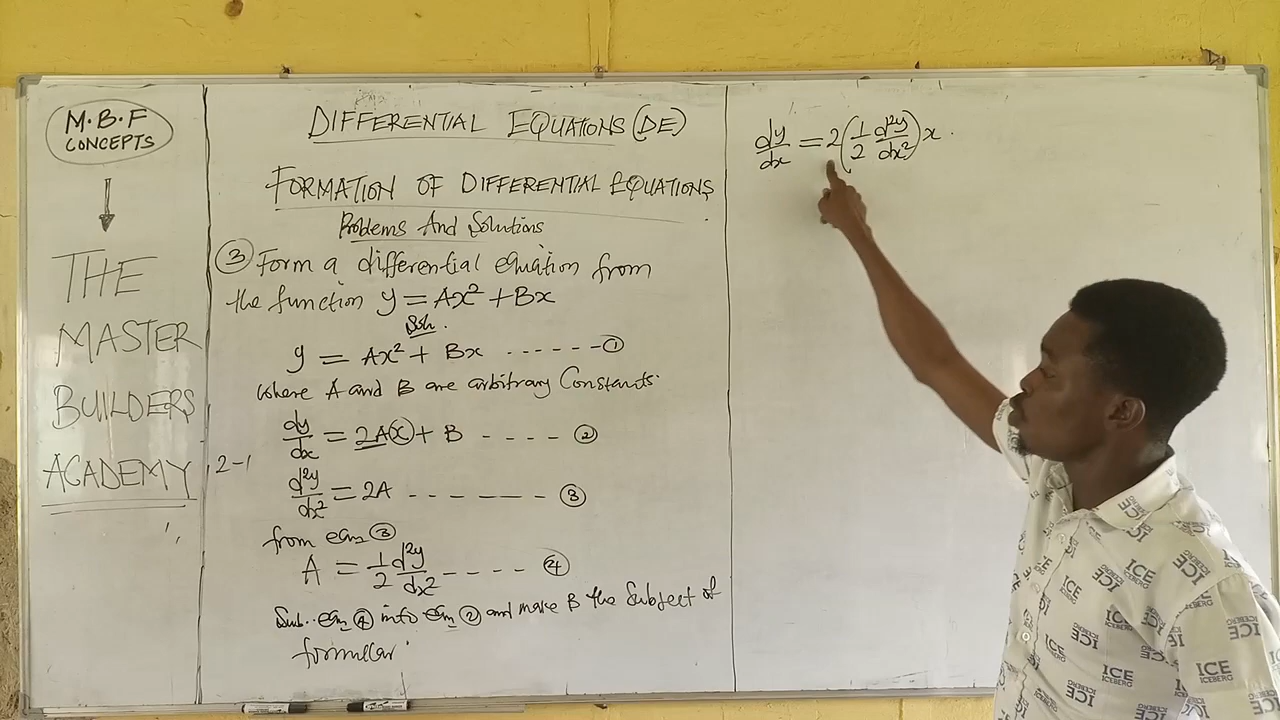 M.B.F
CONCEPTS
THE
MASTER
BUILDERS
ACADEMY
DIFFERENTIAL EQUATIONS (DE)
FORMATION OF DIFFERENTIAL EQUATIONS
Problems And Solutions
③ Form a differential equation from
the function y = Ax² + Bx
Soln.
y = Ax² + Bx ------ ①
where A and B are arbitrary Constants.
dy/dx = 2A(x) + B ---- ②
2-1
d²y/dx² = 2A ------- ③
from eqn ③
A = 1/2 d²y/dx² ---- ④
Sub.. eqn ④ into eqn ② and make B the Subject of
formular.
dy/dx = 2(1/2 d²y/dx²)x
ICE
ICEBERG